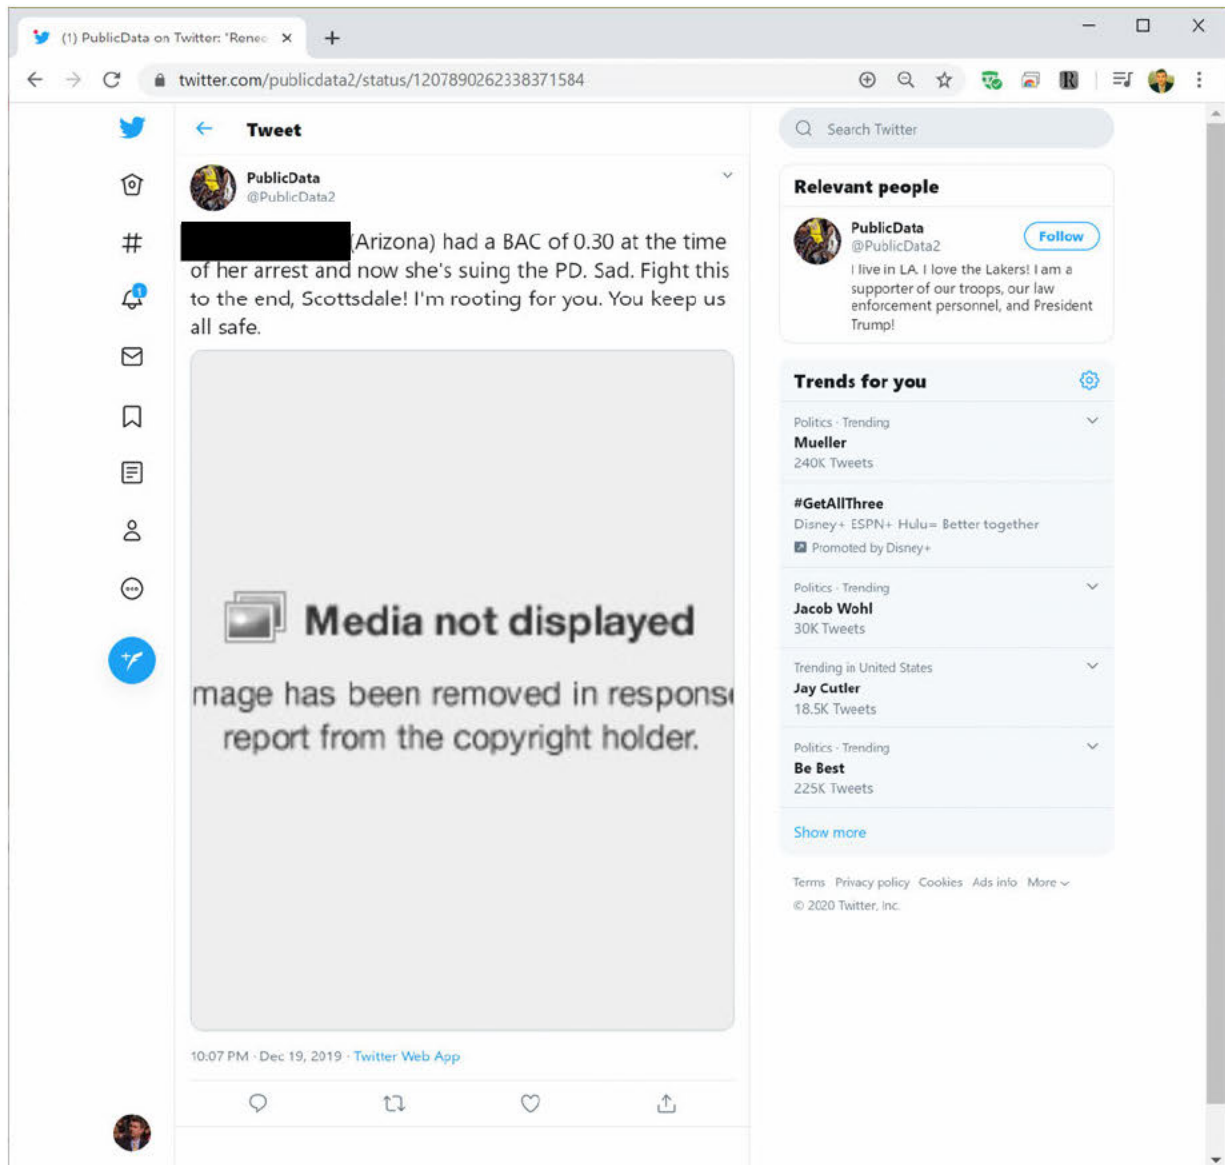 (1) PublicData on Twitter: "Reneo
twitter.com/publicdata2/status/1207890262338371584
Tweet
PublicData
@PublicData2
(Arizona) had a BAC of 0.30 at the time
of her arrest and now she's suing the PD. Sad. Fight this
to the end, Scottsdale! I'm rooting for you. You keep us
all safe.
Media not displayed
mage has been removed in response
report from the copyright holder.
10:07 PM · Dec 19, 2019 · Twitter Web App
Search Twitter
Relevant people
PublicData
@PublicData2
Follow
I live in LA. I love the Lakers! I am a
supporter of our troops, our law
enforcement personnel, and President
Trump!
Trends for you
Politics · Trending
Mueller
240K Tweets
#GetAllThree
Disney+ ESPN+ Hulu= Better together
Promoted by Disney+
Politics · Trending
Jacob Wohl
30K Tweets
Trending in United States
Jay Cutler
18.5K Tweets
Politics · Trending
Be Best
225K Tweets
Show more
Terms Privacy policy Cookies Ads info More
© 2020 Twitter, Inc.